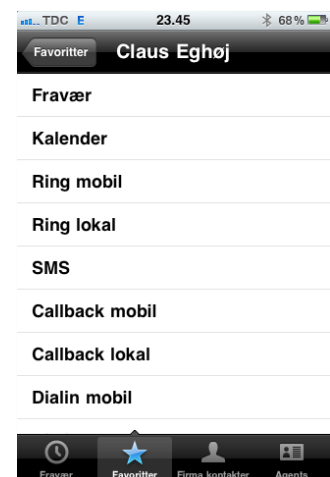 TDC E 23.45 68%
Favoritter Claus Eghøj
Fravær
Kalender
Ring mobil
Ring lokal
SMS
Callback mobil
Callback lokal
Dialin mobil
Fravær Favoritter Firma kontakter Agents